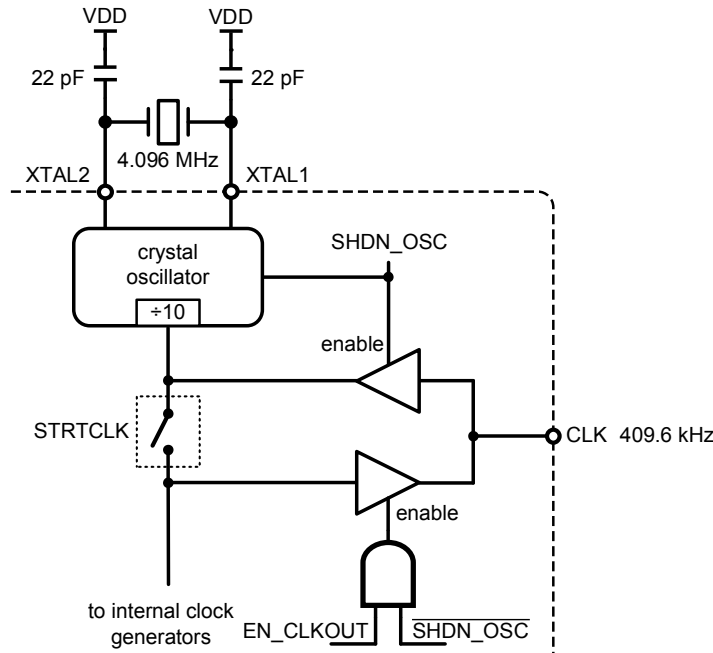 VDD VDD
22 pF 22 pF
4.096 MHz
XTAL2 XTAL1
crystal
oscillator
÷10
SHDN_OSC
enable
STRTCLK
CLK 409.6 kHz
enable
to internal clock
generators
EN_CLKOUT SHDN_OSC